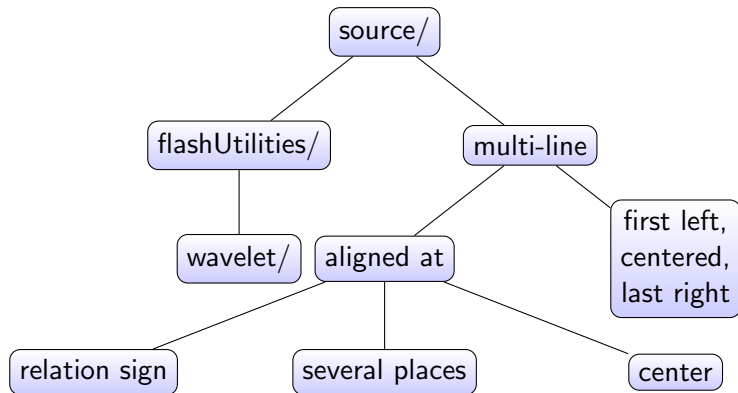 source/
flashUtilities/
multi-line
wavelet/
aligned at
first left,
centered,
last right
relation sign
several places
center